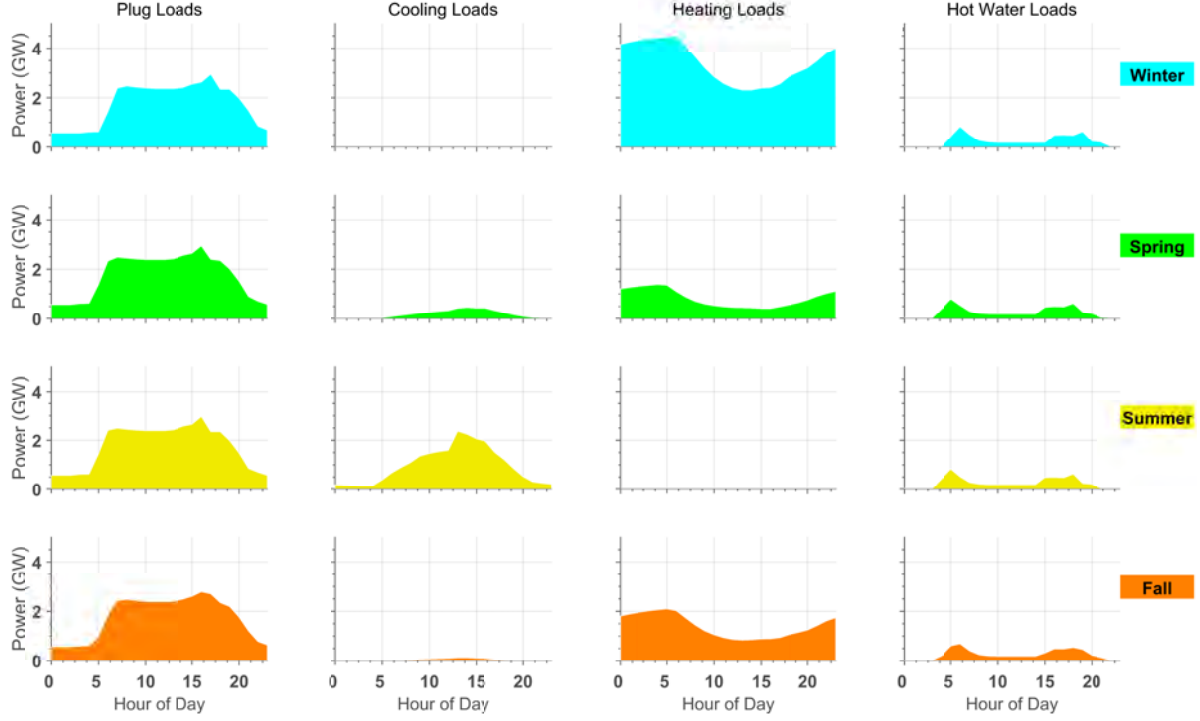 Plug Loads Cooling Loads Heating Loads Hot Water Loads
Power (GW) 4 2 0 Winter
Power (GW) 4 2 0 Spring
Power (GW) 4 2 0 Summer
Power (GW) 4 2 0 Fall
0 5 10 15 20 0 5 10 15 20 0 5 10 15 20 0 5 10 15 20
Hour of Day Hour of Day Hour of Day Hour of Day